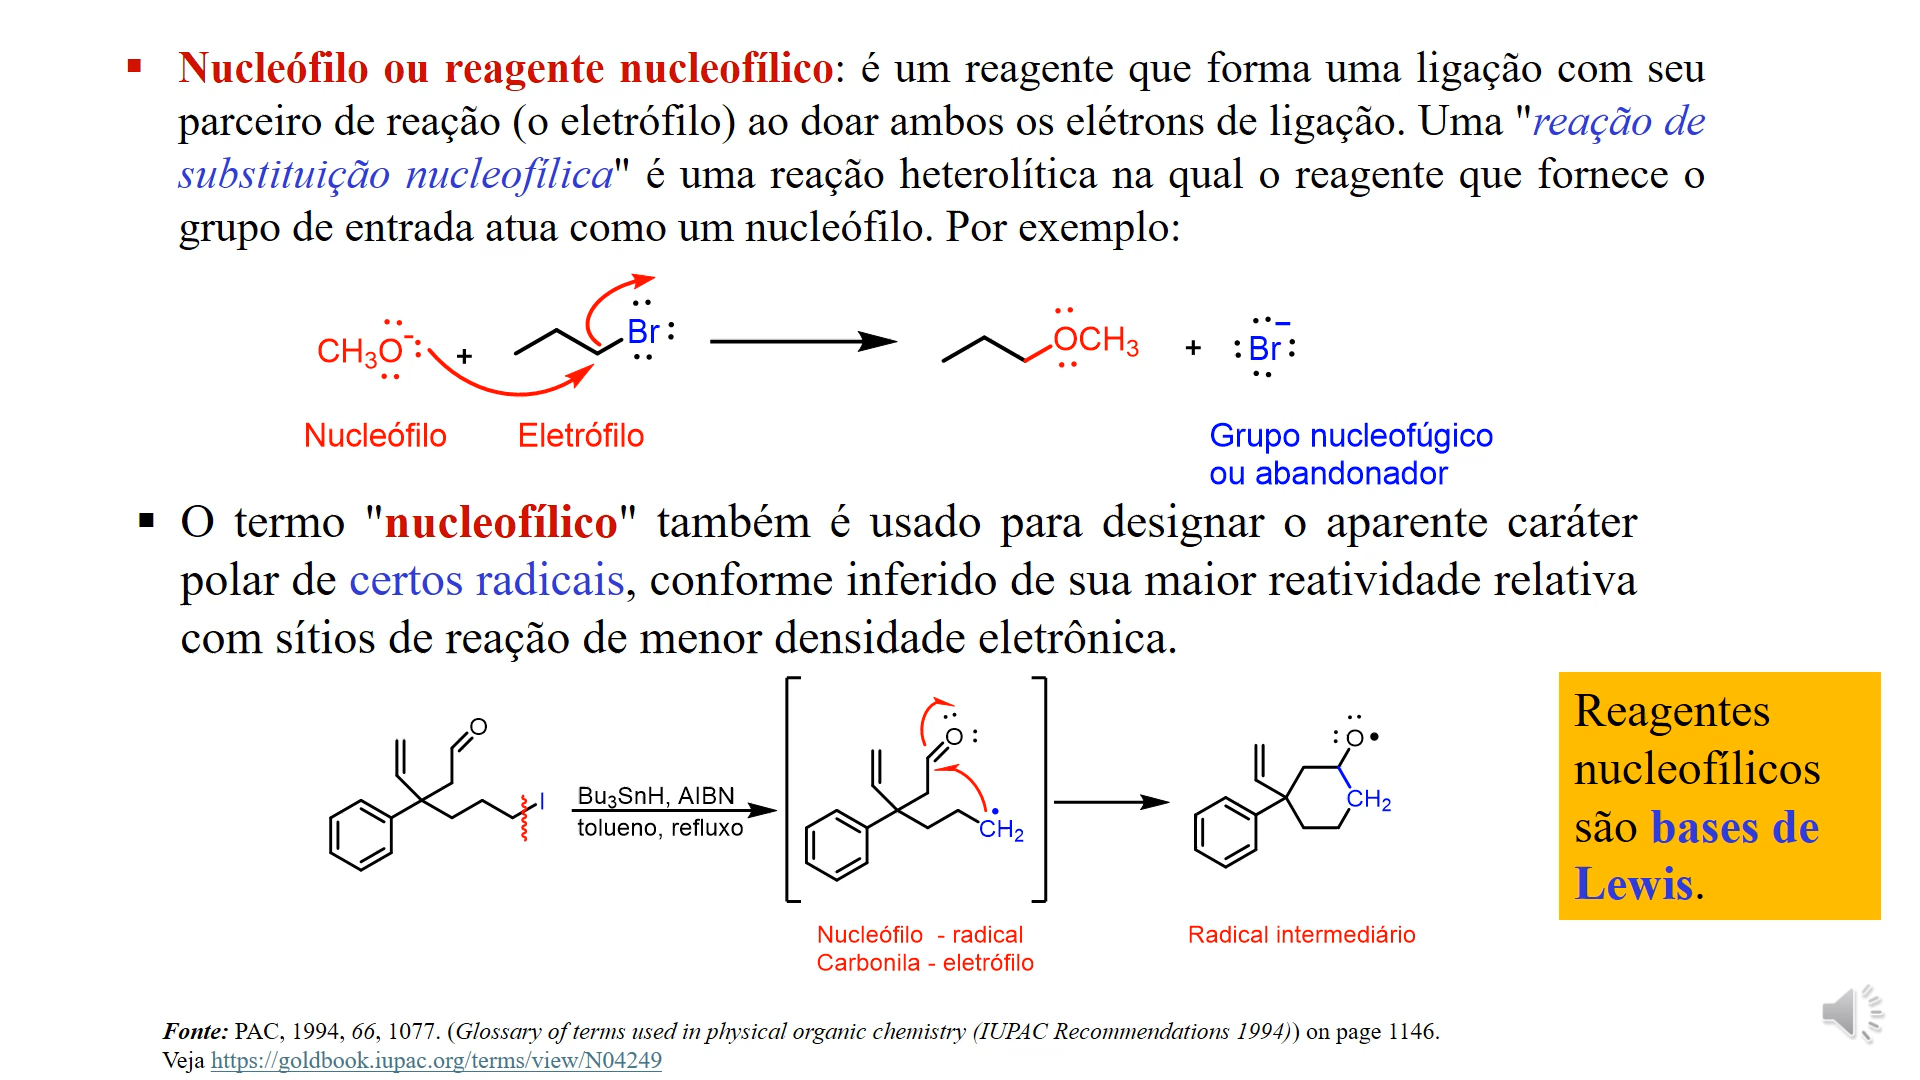 ▪ Nucleófilo ou reagente nucleofílico: é um reagente que forma uma ligação com seu
parceiro de reação (o eletrófilo) ao doar ambos os elétrons de ligação. Uma "reação de
substituição nucleofílica" é uma reação heterolítica na qual o reagente que fornece o
grupo de entrada atua como um nucleófilo. Por exemplo:
CH₃O⁻ + Br OCH₃ + Br⁻
Nucleófilo Eletrófilo Grupo nucleofúgico
ou abandonador
▪ O termo "nucleofílico" também é usado para designar o aparente caráter
polar de certos radicais, conforme inferido de sua maior reatividade relativa
com sítios de reação de menor densidade eletrônica.
O I
Bu₃SnH, AIBN
tolueno, refluxo
O CH₂
O CH₂
Nucleófilo - radical
Carbonila - eletrófilo
Radical intermediário
Reagentes
nucleofílicos
são bases de
Lewis.
Fonte: PAC, 1994, 66, 1077. (Glossary of terms used in physical organic chemistry (IUPAC Recommendations 1994)) on page 1146.
Veja https://goldbook.iupac.org/terms/view/N04249